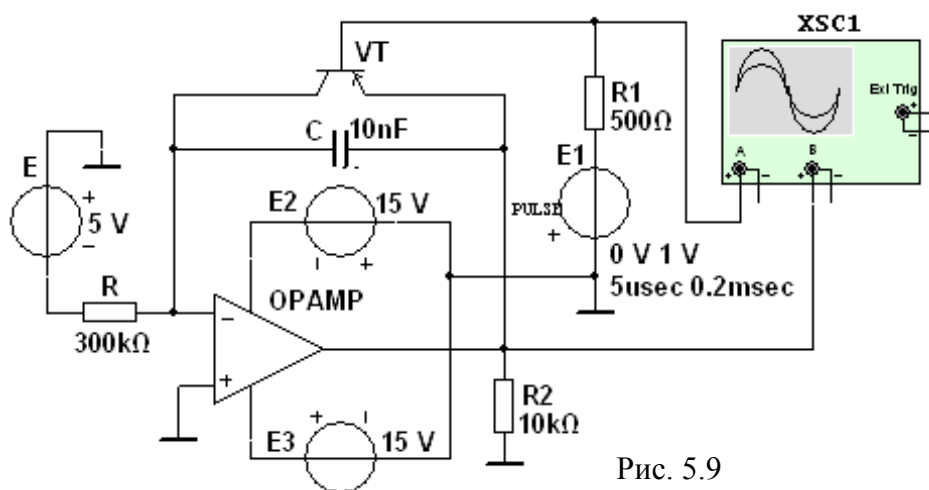 XSC1
VT
R1
500Ω
Ext Trig
+
−
C
10nF
A
B
+ −
+ −
E
+
5 V
−
E1
PULSE
+
E2
15 V
− +
0 V 1 V
5usec 0.2msec
R
300kΩ
OPAMP
−
+
R2
10kΩ
E3
+ −
15 V
Рис. 5.9